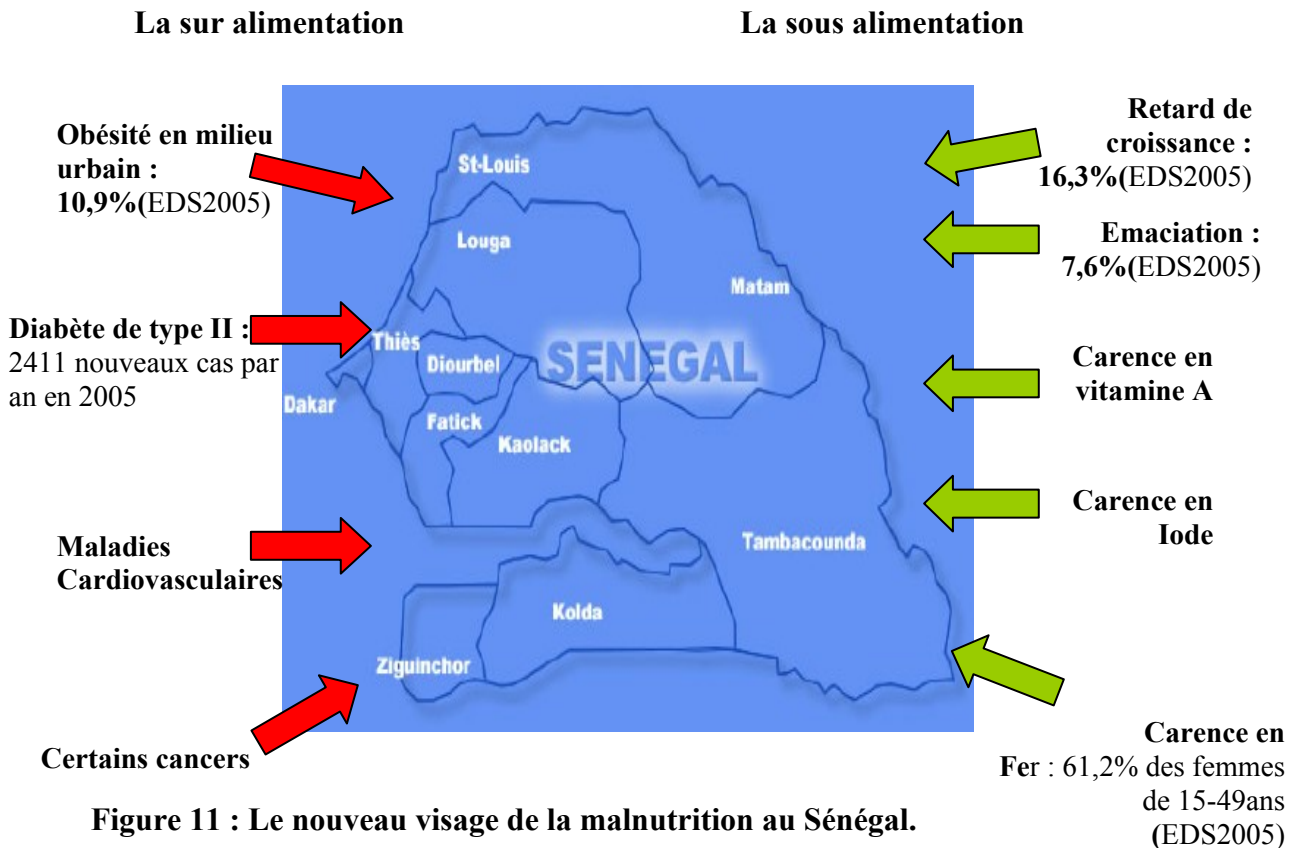 La sur alimentation
La sous alimentation
Obésité en milieu
urbain :
10,9%(EDS2005)
Diabète de type II :
2411 nouveaux cas par
an en 2005
Maladies
Cardiovasculaires
Certains cancers
St-Louis
Louga
Matam
Thiès
Diourbel
SENEGAL
Dakar
Fatick
Kaolack
Tambacounda
Kolda
Ziguinchor
Retard de
croissance :
16,3%(EDS2005)
Emaciation :
7,6%(EDS2005)
Carence en
vitamine A
Carence en
Iode
Carence en
Fer : 61,2% des femmes
de 15-49ans
(EDS2005)
Figure 11 : Le nouveau visage de la malnutrition au Sénégal.